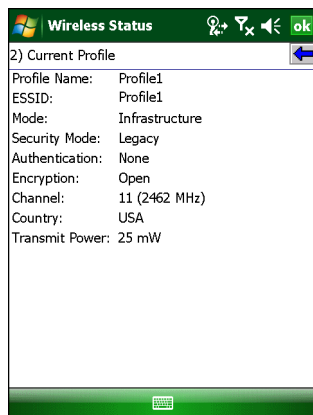 Wireless Status ok
2) Current Profile
Profile Name: Profile1
ESSID: Profile1
Mode: Infrastructure
Security Mode: Legacy
Authentication: None
Encryption: Open
Channel: 11 (2462 MHz)
Country: USA
Transmit Power: 25 mW